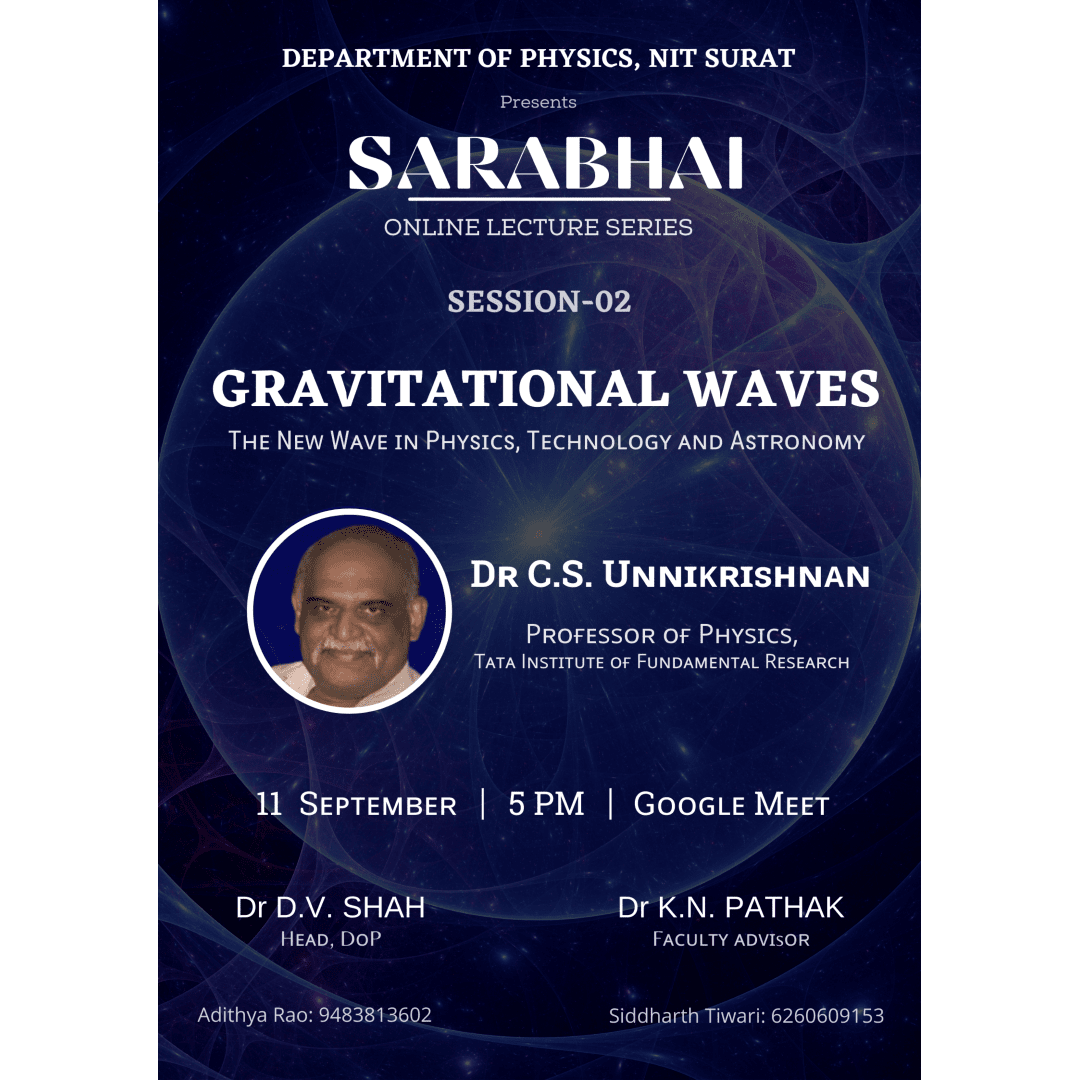 DEPARTMENT OF PHYSICS, NIT SURAT
Presents
SARABHAI
ONLINE LECTURE SERIES
SESSION-02
GRAVITATIONAL WAVES
The New Wave in Physics, Technology and Astronomy
Dr C.S. Unnikrishnan
Professor of Physics,
Tata Institute of Fundamental Research
11 September | 5 PM | Google Meet
Dr D.V. SHAH
Head, DoP
Dr K.N. PATHAK
Faculty advisor
Adithya Rao: 9483813602
Siddharth Tiwari: 6260609153